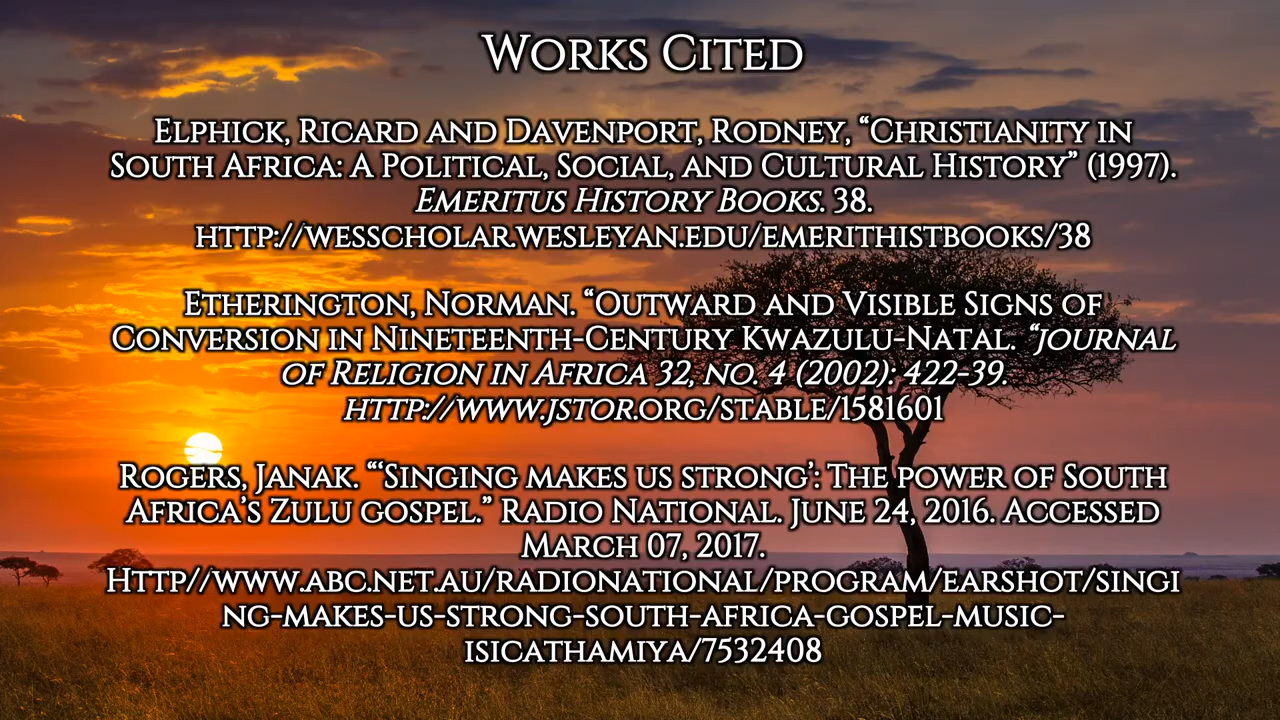 Works Cited
Elphick, Ricard and Davenport, Rodney, “Christianity in
South Africa: A Political, Social, and Cultural History” (1997).
Emeritus History Books. 38.
http://wesscholar.wesleyan.edu/emerithistbooks/38
Etherington, Norman. “Outward and Visible Signs of
Conversion in Nineteenth-Century KwaZulu-Natal. “Journal
of Religion in Africa 32, no. 4 (2002): 422-39.
http://www.jstor.org/stable/1581601
Rogers, Janak. “‘Singing makes us strong’: The power of South
Africa’s Zulu gospel.” Radio National. June 24, 2016. Accessed
March 07, 2017.
Http//www.abc.net.au/radionational/program/earshot/singi
ng-makes-us-strong-south-africa-gospel-music-
isicathamiya/7532408